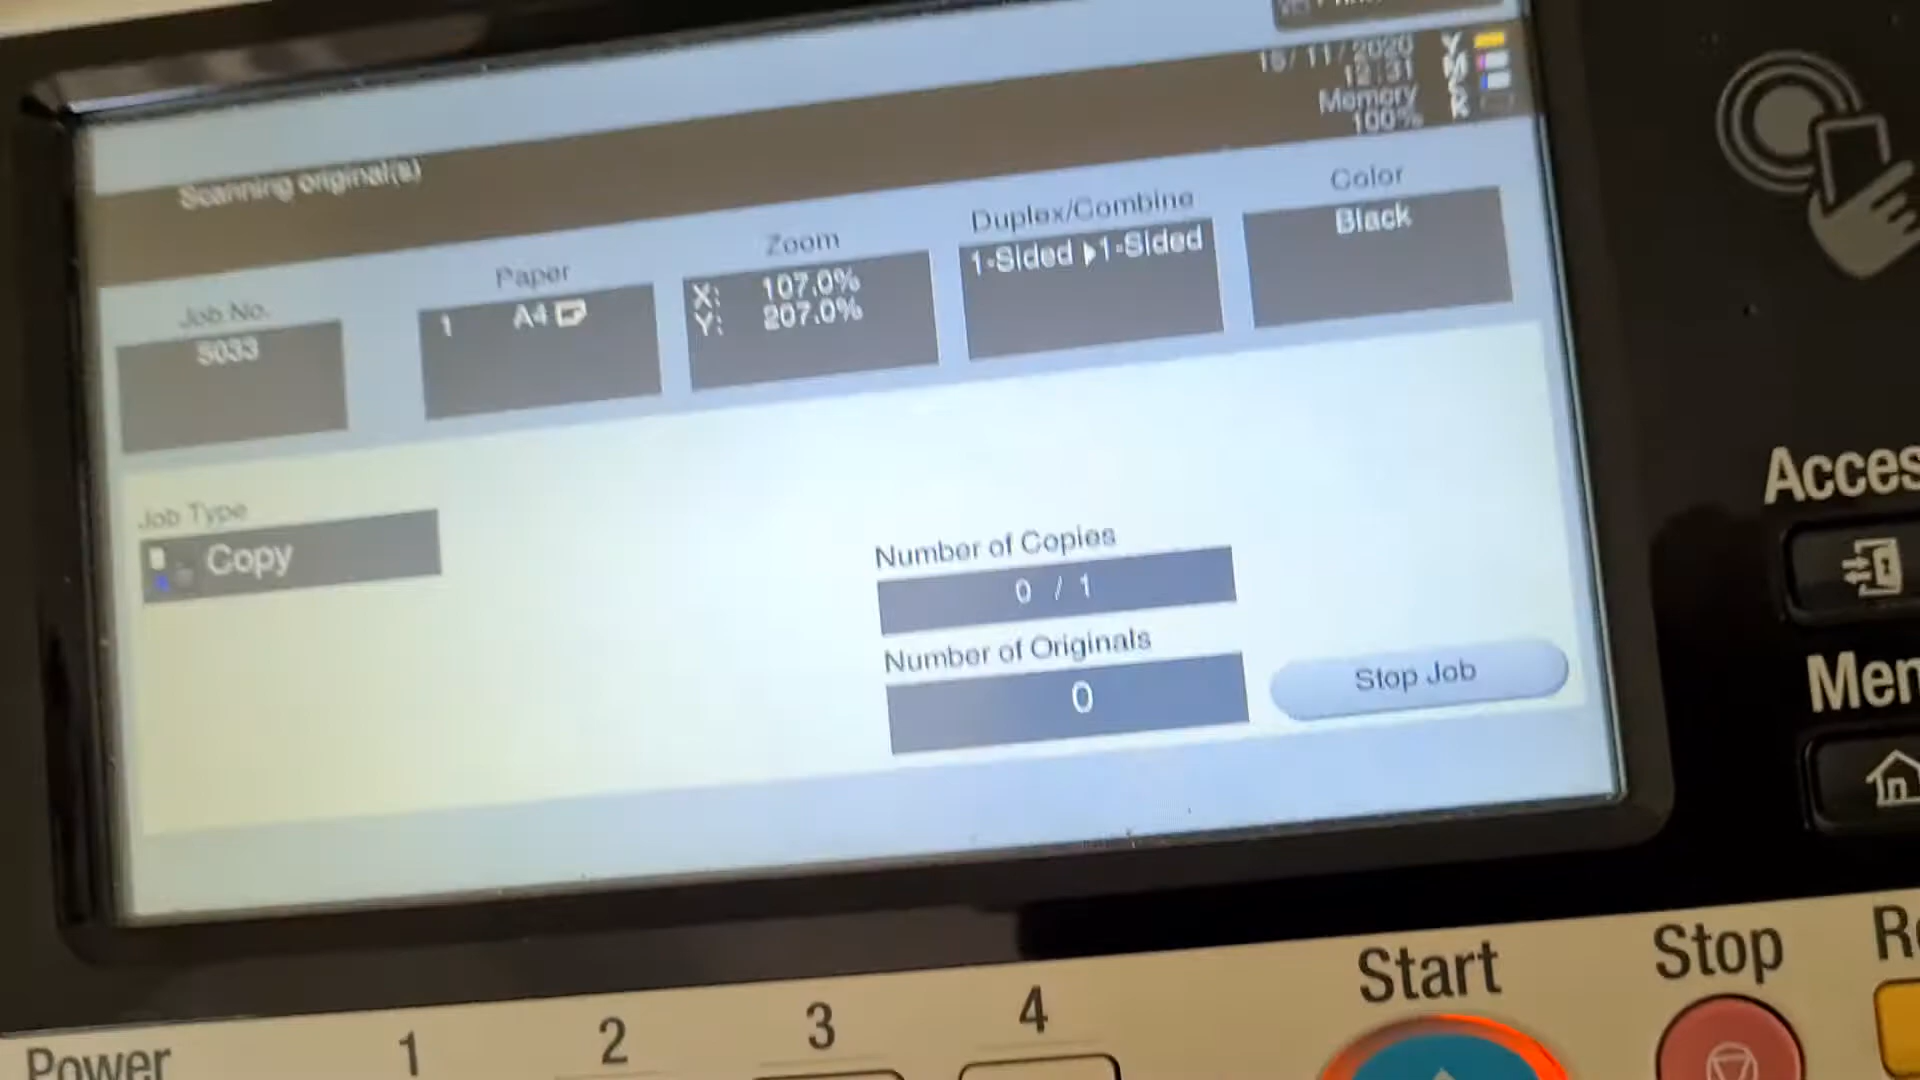 15/11/2020
12:31
Memory
100%
Y
M
C
K
Scanning original(s)
Job No.
5033
Paper
1 A4
Zoom
X: 107.0%
Y: 207.0%
Duplex/Combine
1-Sided ▶1-Sided
Color
Black
Job Type
Copy
Number of Copies
0 / 1
Number of Originals
0
Stop Job
Acces
Men
Start
Stop
Re
Power
1
2
3
4